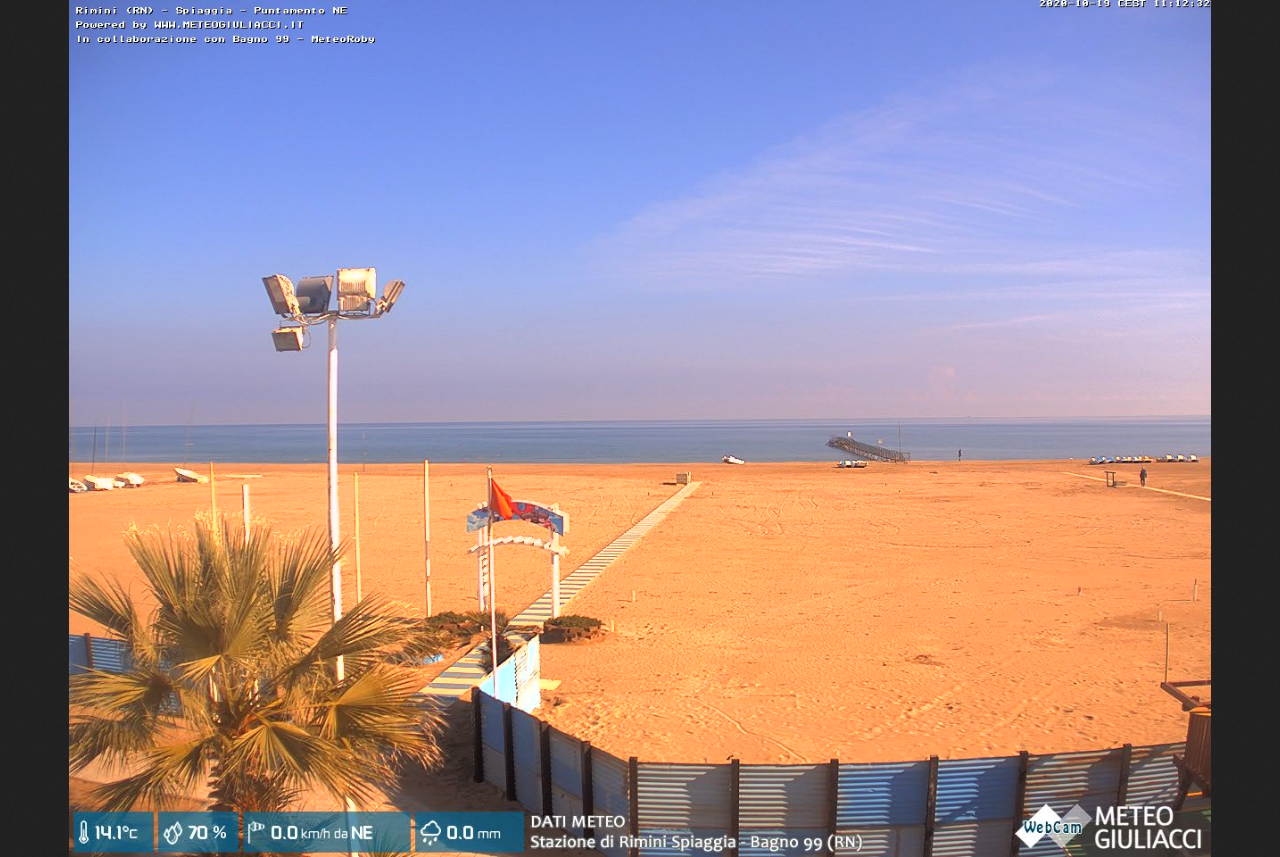 Rimini (RN) - Spiaggia - Puntamento NE
2020-10-19 CEST 11:12:32
Powered by WWW.METEOGIULIACCI.IT
In collaborazione con Bagno 99 - MeteoRoby
14.1°C
70 %
0.0 km/h da NE
0.0 mm
DATI METEO
Stazione di Rimini Spiaggia - Bagno 99 (RN)
WebCam
METEO
GIULIACCI